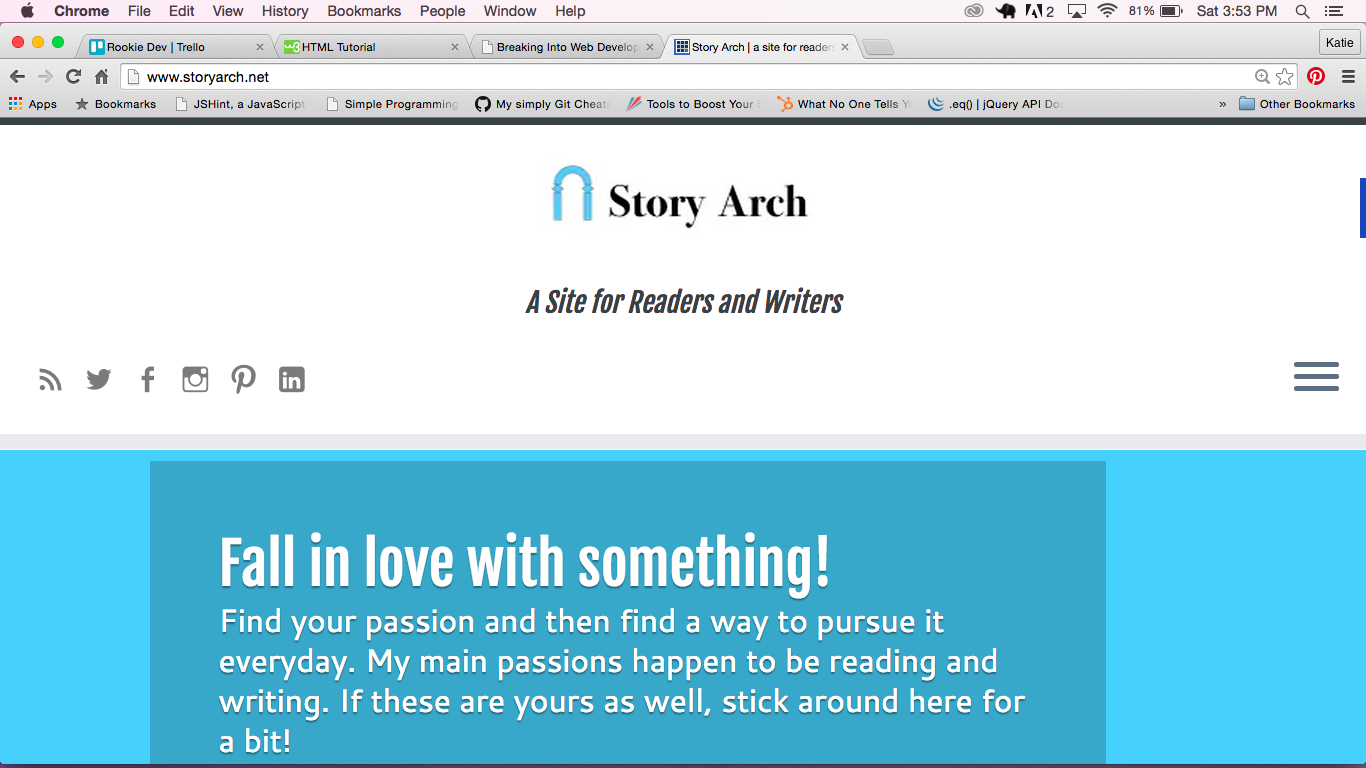 Chrome File Edit View History Bookmarks People Window Help 2 81% Sat 3:53 PM
Rookie Dev | Trello HTML Tutorial Breaking Into Web Develop Story Arch | a site for readers Katie
www.storyarch.net
Apps Bookmarks JSHint, a JavaScript Simple Programming My simply Git Cheat Tools to Boost Your What No One Tells Y .eq() | jQuery API Do » Other Bookmarks
Story Arch
A Site for Readers and Writers
Fall in love with something!
Find your passion and then find a way to pursue it
everyday. My main passions happen to be reading and
writing. If these are yours as well, stick around here for
a bit!